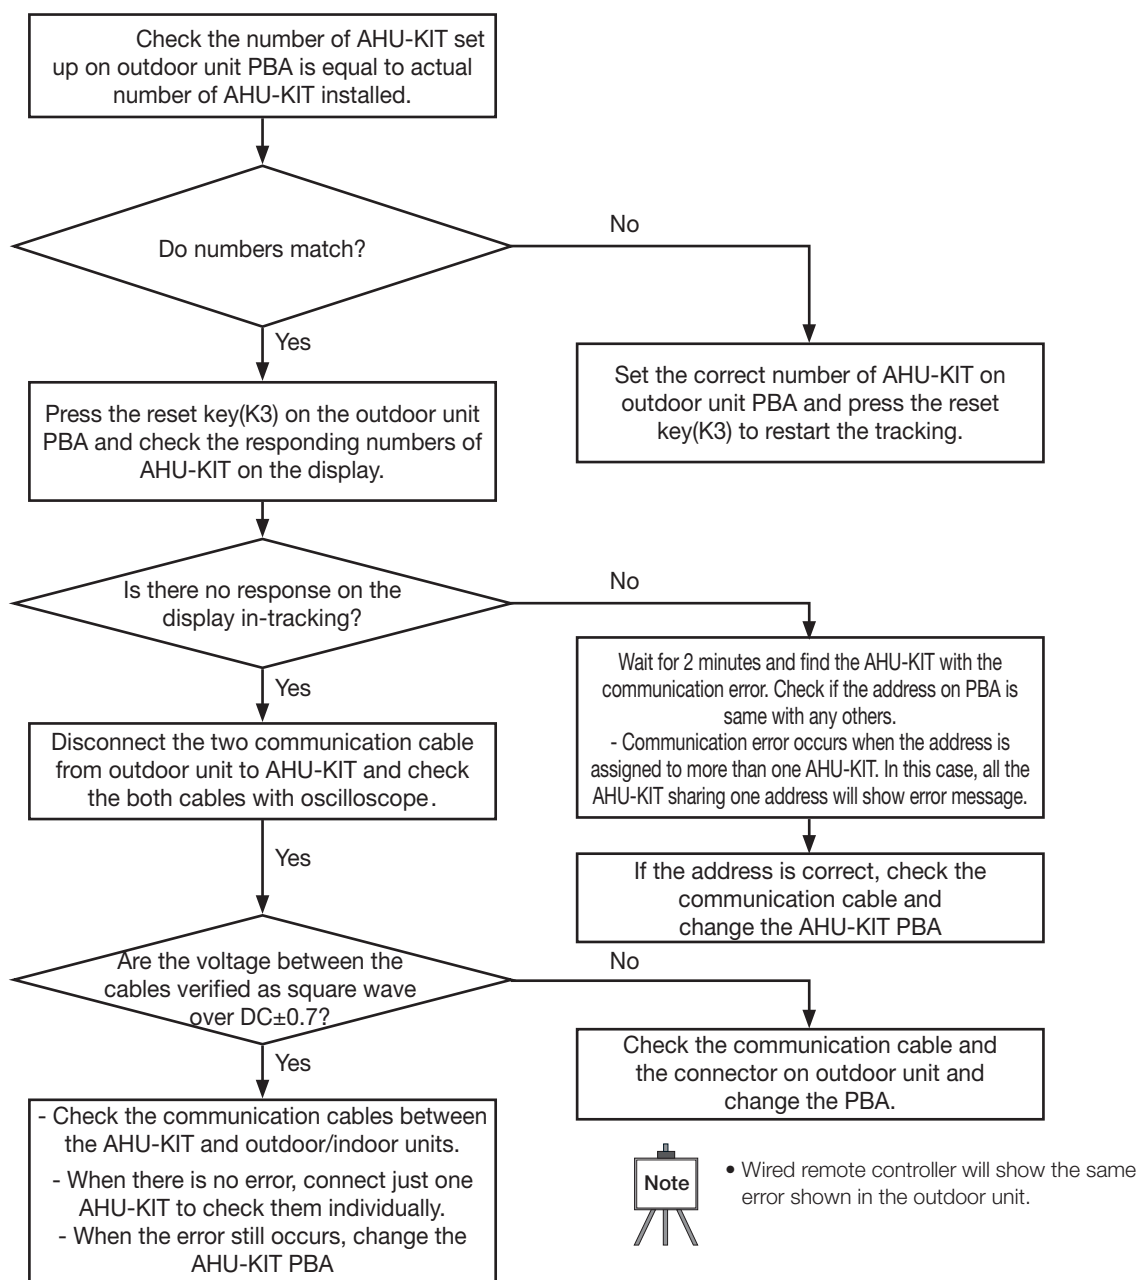 Check the number of AHU-KIT set
up on outdoor unit PBA is equal to actual
number of AHU-KIT installed.
Do numbers match?
No
Yes
Set the correct number of AHU-KIT on
outdoor unit PBA and press the reset
key(K3) to restart the tracking.
Press the reset key(K3) on the outdoor unit
PBA and check the responding numbers of
AHU-KIT on the display.
Is there no response on the
display in-tracking?
No
Yes
Wait for 2 minutes and find the AHU-KIT with the
communication error. Check if the address on PBA is
same with any others.
- Communication error occurs when the address is
assigned to more than one AHU-KIT. In this case, all the
AHU-KIT sharing one address will show error message.
Disconnect the two communication cable
from outdoor unit to AHU-KIT and check
the both cables with oscilloscope.
Yes
If the address is correct, check the
communication cable and
change the AHU-KIT PBA
Are the voltage between the
cables verified as square wave
over DC±0.7?
No
Yes
Check the communication cable and
the connector on outdoor unit and
change the PBA.
- Check the communication cables between
the AHU-KIT and outdoor/indoor units.
- When there is no error, connect just one
AHU-KIT to check them individually.
- When the error still occurs, change the
AHU-KIT PBA
Note
• Wired remote controller will show the same
error shown in the outdoor unit.